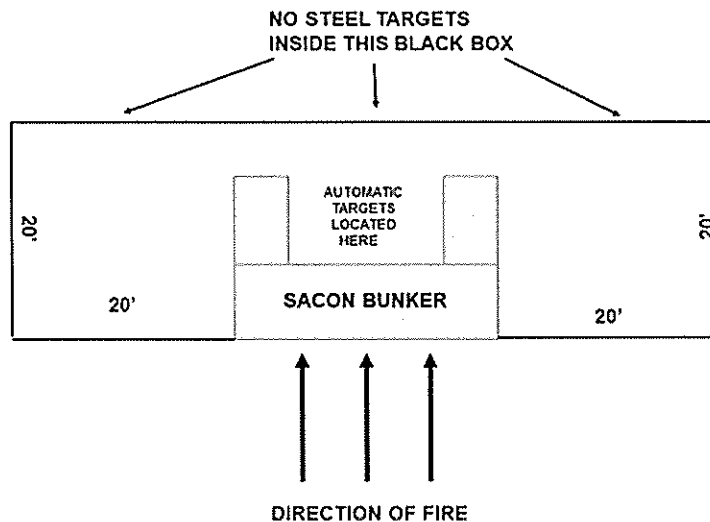 NO STEEL TARGETS
INSIDE THIS BLACK BOX
AUTOMATIC
TARGETS
LOCATED
HERE
20'
20'
20'
SACON BUNKER
20'
DIRECTION OF FIRE